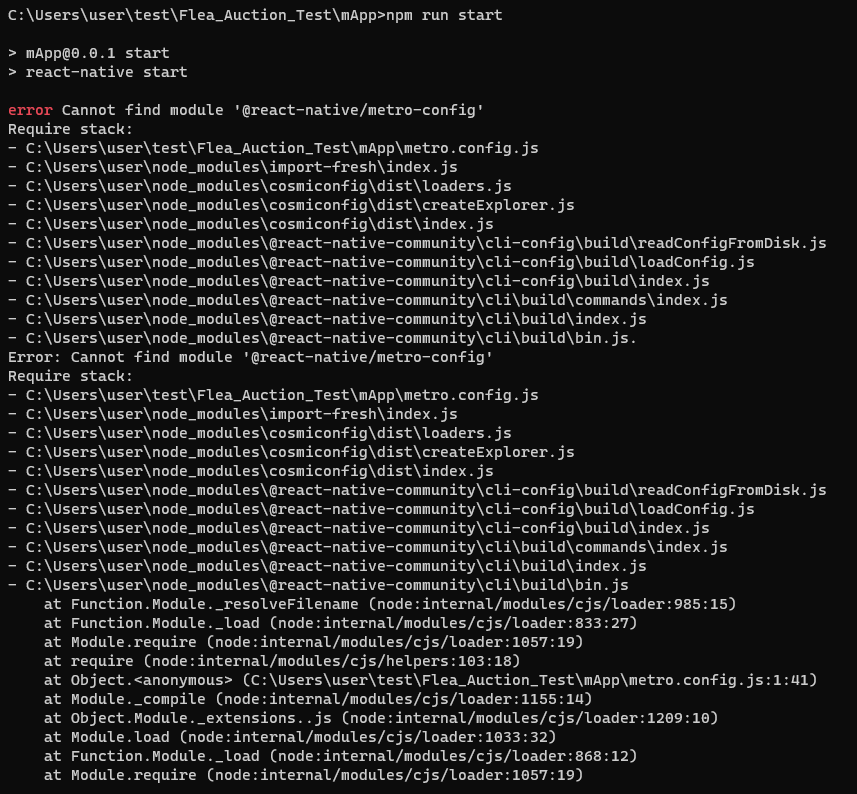 C:\Users\user\test\Flea_Auction_Test\mApp>npm run start
> mApp@0.0.1 start
> react-native start
error Cannot find module '@react-native/metro-config'
Require stack:
- C:\Users\user\test\Flea_Auction_Test\mApp\metro.config.js
- C:\Users\user\node_modules\import-fresh\index.js
- C:\Users\user\node_modules\cosmiconfig\dist\loaders.js
- C:\Users\user\node_modules\cosmiconfig\dist\createExplorer.js
- C:\Users\user\node_modules\cosmiconfig\dist\index.js
- C:\Users\user\node_modules\@react-native-community\cli-config\build\readConfigFromDisk.js
- C:\Users\user\node_modules\@react-native-community\cli-config\build\loadConfig.js
- C:\Users\user\node_modules\@react-native-community\cli-config\build\index.js
- C:\Users\user\node_modules\@react-native-community\cli\build\commands\index.js
- C:\Users\user\node_modules\@react-native-community\cli\build\index.js
- C:\Users\user\node_modules\@react-native-community\cli\build\bin.js.
Error: Cannot find module '@react-native/metro-config'
Require stack:
- C:\Users\user\test\Flea_Auction_Test\mApp\metro.config.js
- C:\Users\user\node_modules\import-fresh\index.js
- C:\Users\user\node_modules\cosmiconfig\dist\loaders.js
- C:\Users\user\node_modules\cosmiconfig\dist\createExplorer.js
- C:\Users\user\node_modules\cosmiconfig\dist\index.js
- C:\Users\user\node_modules\@react-native-community\cli-config\build\readConfigFromDisk.js
- C:\Users\user\node_modules\@react-native-community\cli-config\build\loadConfig.js
- C:\Users\user\node_modules\@react-native-community\cli-config\build\index.js
- C:\Users\user\node_modules\@react-native-community\cli\build\commands\index.js
- C:\Users\user\node_modules\@react-native-community\cli\build\index.js
- C:\Users\user\node_modules\@react-native-community\cli\build\bin.js
    at Function.Module._resolveFilename (node:internal/modules/cjs/loader:985:15)
    at Function.Module._load (node:internal/modules/cjs/loader:833:27)
    at Module.require (node:internal/modules/cjs/loader:1057:19)
    at require (node:internal/modules/cjs/helpers:103:18)
    at Object.<anonymous> (C:\Users\user\test\Flea_Auction_Test\mApp\metro.config.js:1:41)
    at Module._compile (node:internal/modules/cjs/loader:1155:14)
    at Object.Module._extensions..js (node:internal/modules/cjs/loader:1209:10)
    at Module.load (node:internal/modules/cjs/loader:1033:32)
    at Function.Module._load (node:internal/modules/cjs/loader:868:12)
    at Module.require (node:internal/modules/cjs/loader:1057:19)